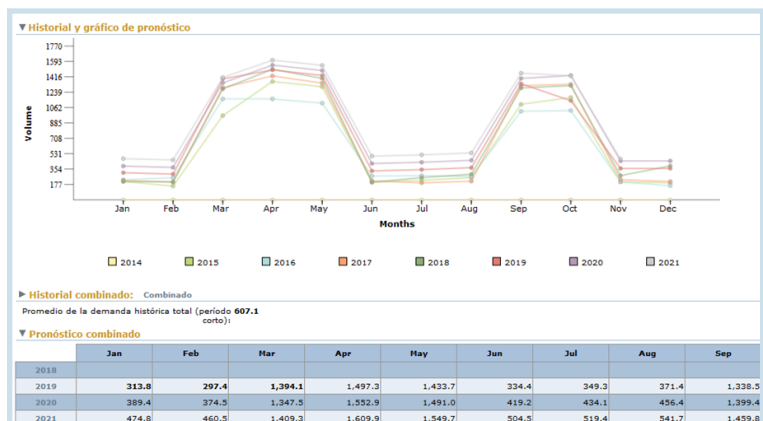 ▼ Historial y gráfico de pronóstico
1770
1593
1416
1239
1062
885
708
531
354
177
Volume
Jan Feb Mar Apr May Jun Jul Aug Sep Oct Nov Dec
Months
2014 2015 2016 2017 2018 2019 2020 2021
► Historial combinado: Combinado
Promedio de la demanda histórica total (período 607.1
corto):
▼ Pronóstico combinado
Jan Feb Mar Apr May Jun Jul Aug Sep
2018
2019 313.8 297.4 1,394.1 1,497.3 1,433.7 334.4 349.3 371.4 1,338.5
2020 389.4 374.5 1,347.5 1,552.9 1,491.0 419.2 434.1 456.4 1,399.4
2021 474.8 460.5 1,409.3 1,609.9 1,549.7 504.5 519.4 541.7 1,459.8